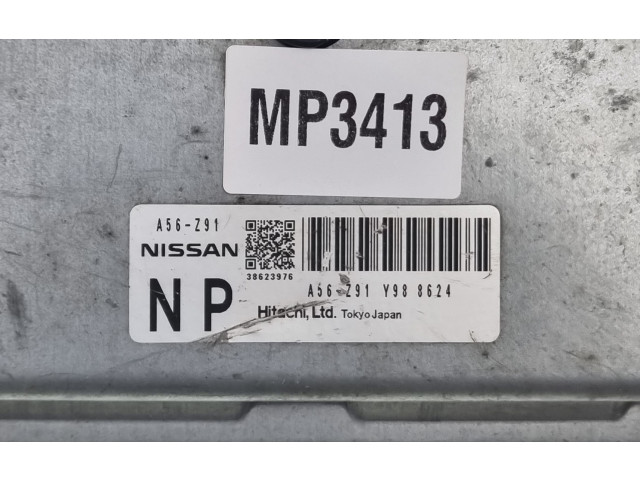 MP3413
A56-Z91
NISSAN
38623976
NP
A56-Z91 Y98 8624
Hitachi, Ltd. Tokyo Japan